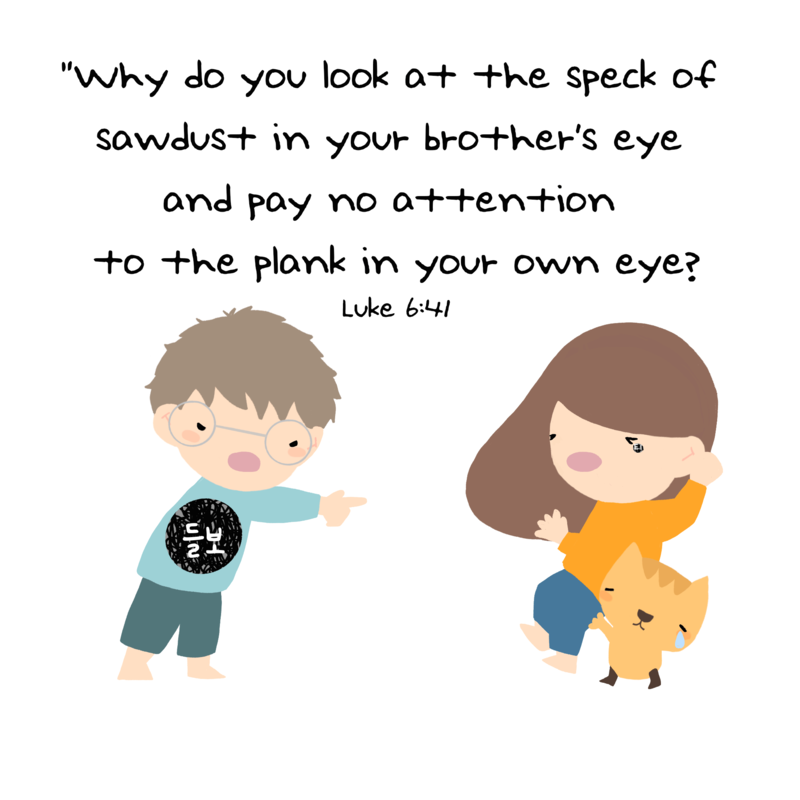 "Why do you look at the speck of
sawdust in your brother's eye
and pay no attention
to the plank in your own eye?
Luke 6:41
들보